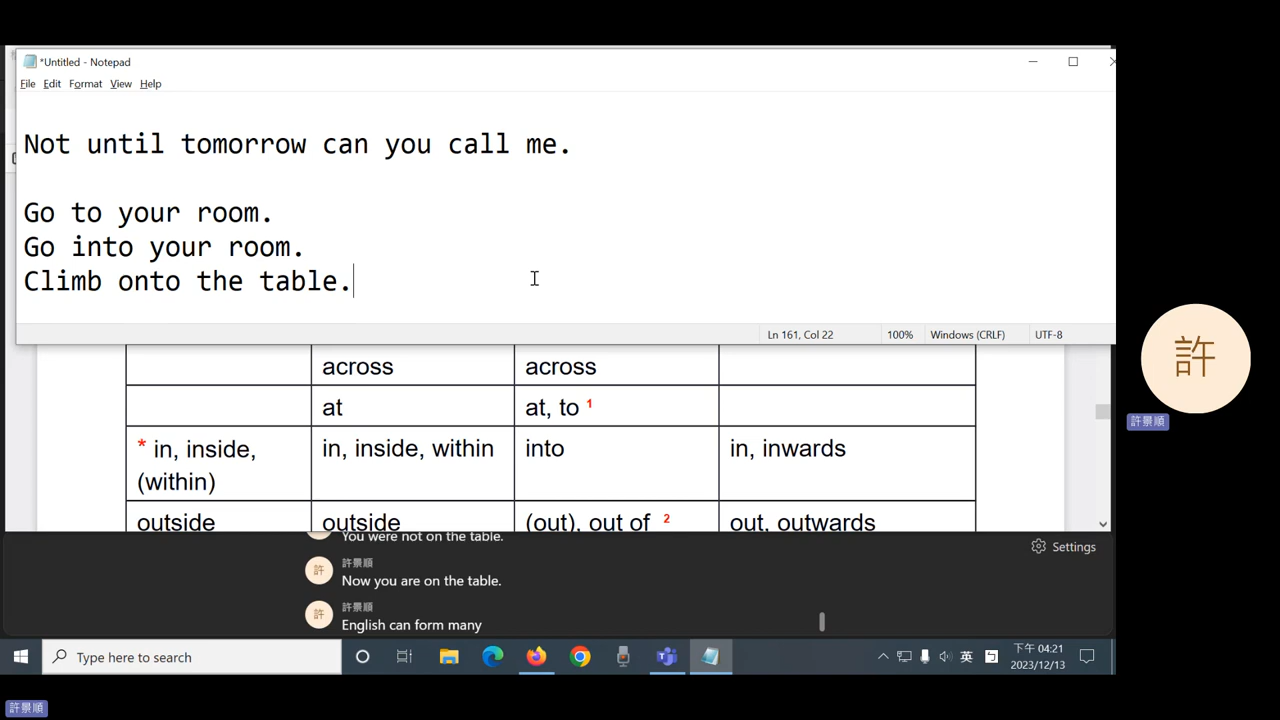 *Untitled - Notepad
File Edit Format View Help
Not until tomorrow can you call me.
Go to your room.
Go into your room.
Climb onto the table.
Ln 161, Col 22 100% Windows (CRLF) UTF-8
across across
at at, to 1
* in, inside, in, inside, within into in, inwards
(within)
outside outside (out), out of 2 out, outwards
You were not on the table.
許 許景順
Now you are on the table.
許 許景順
English can form many
Settings
Type here to search
英
下午 04:21
2023/12/13
許
許景順
許景順